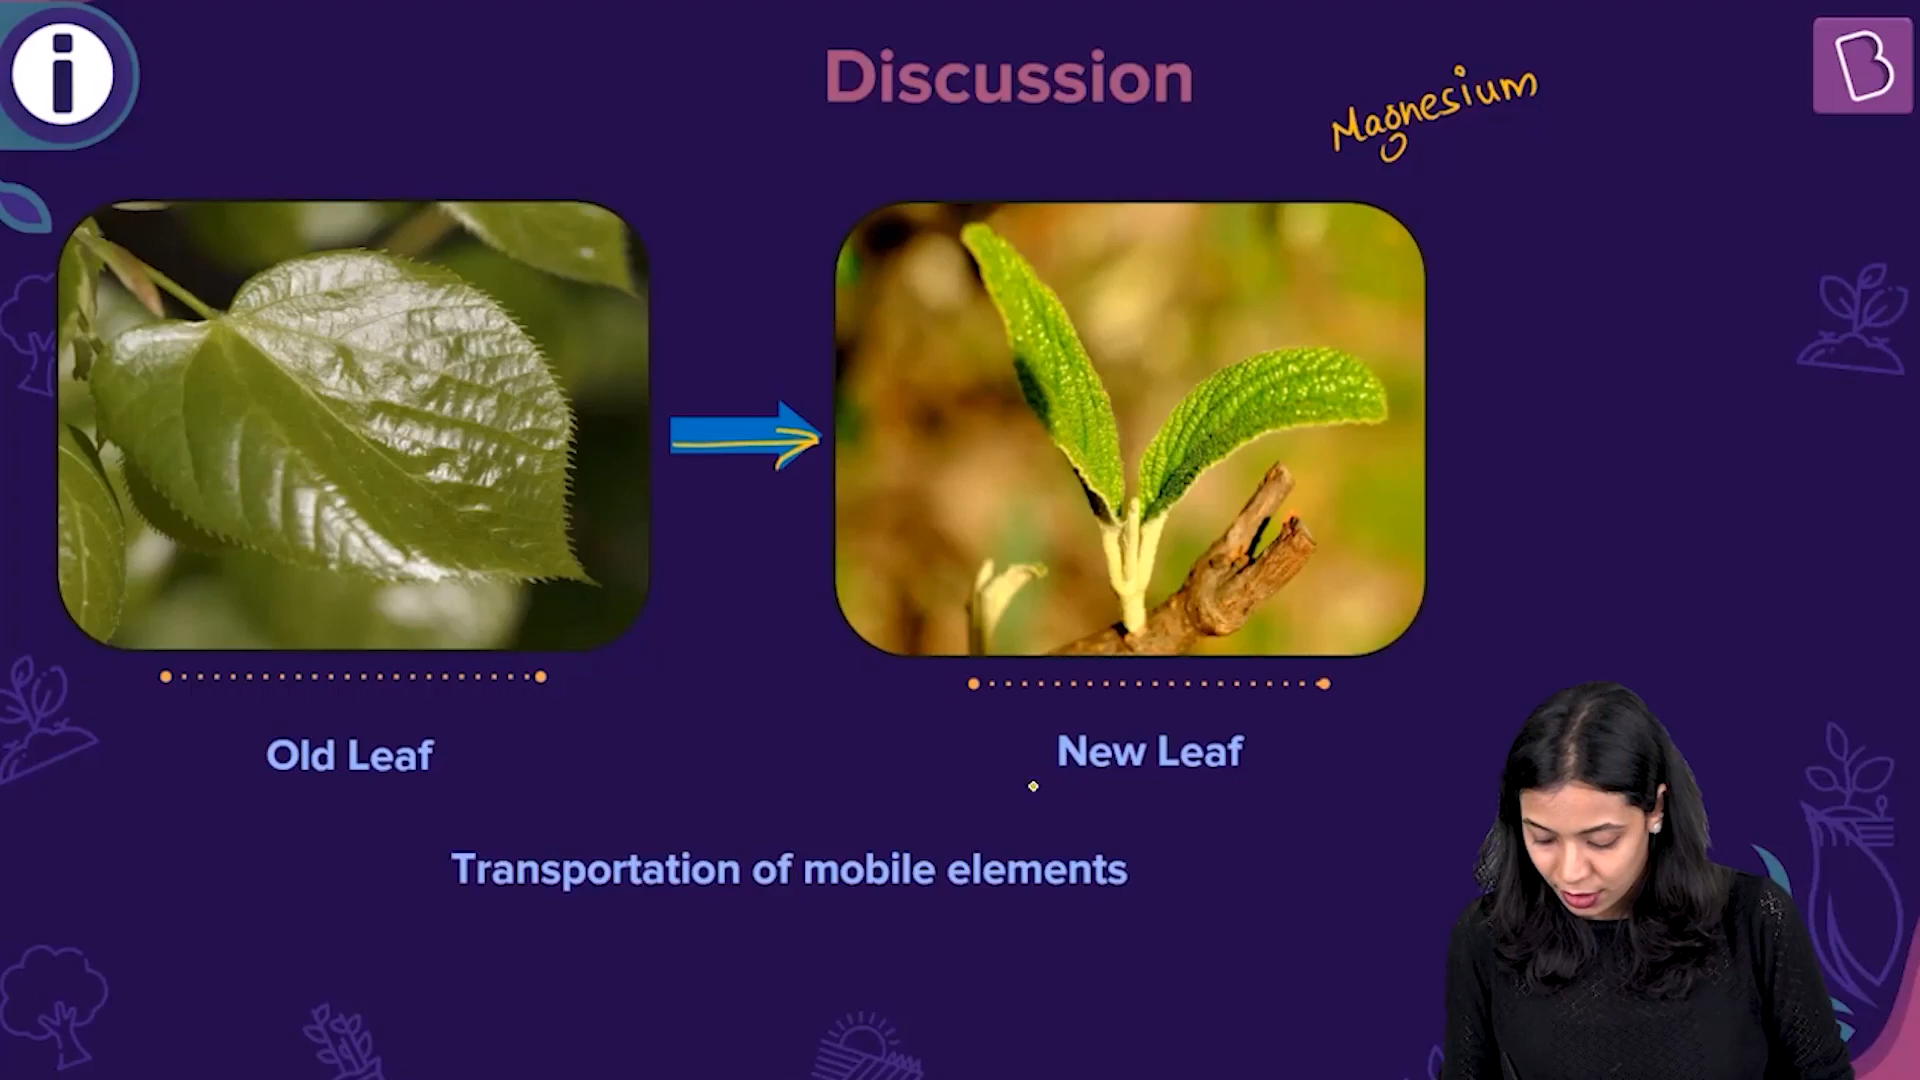 Discussion
Magnesium
Old Leaf
New Leaf
Transportation of mobile elements